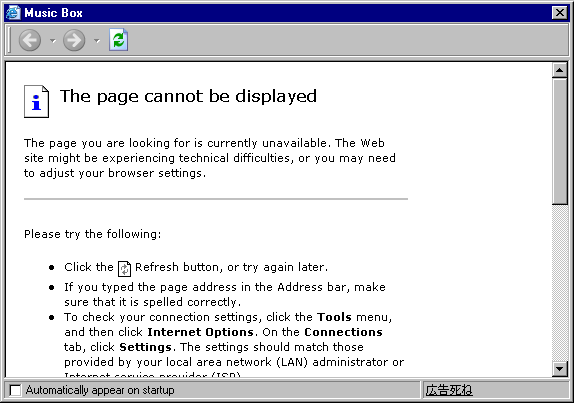 Music Box
The page cannot be displayed
The page you are looking for is currently unavailable. The Web
site might be experiencing technical difficulties, or you may need
to adjust your browser settings.
Please try the following:
Click the Refresh button, or try again later.
If you typed the page address in the Address bar, make
sure that it is spelled correctly.
To check your connection settings, click the Tools menu,
and then click Internet Options. On the Connections
tab, click Settings. The settings should match those
provided by your local area network (LAN) administrator or
Internet service provider (ISP).
Automatically appear on startup
広告死ね